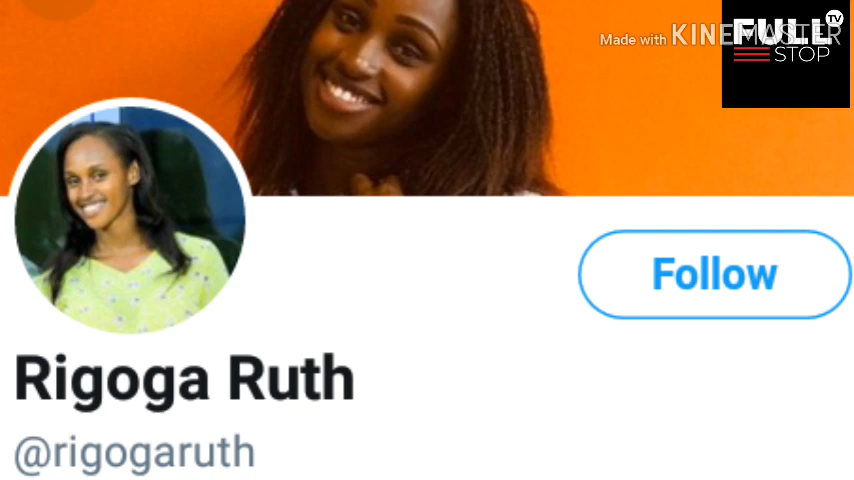 Made with KINEMASTER
FULL TV
STOP
Follow
Rigoga Ruth
@rigogaruth